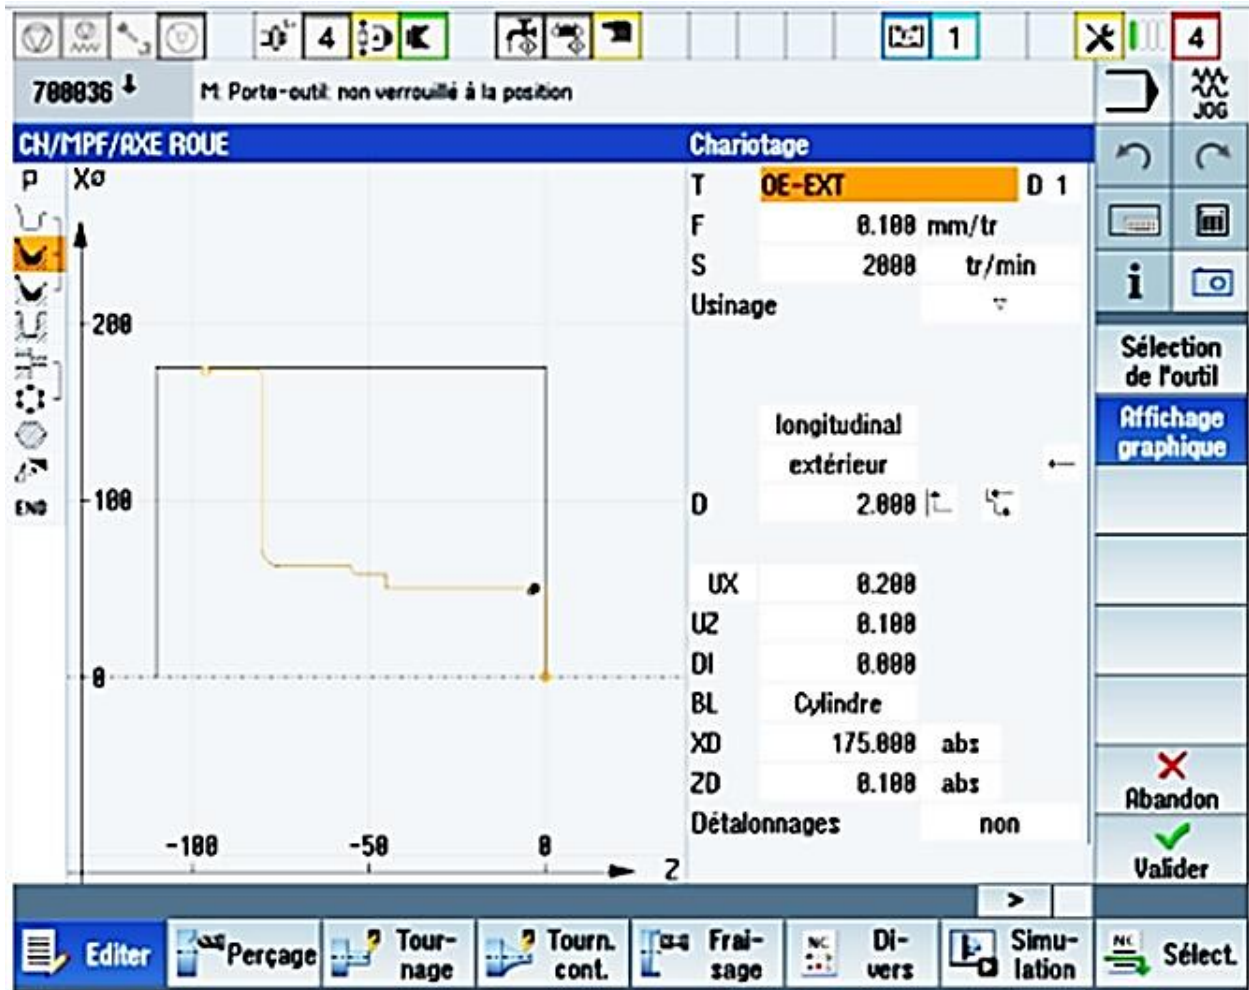 3
4
1
4
700036
M: Porte-outil: non verrouillé à la position
JOG
CN/MPF/AXE ROUE
Chariotage
P
XØ
T OE-EXT D 1
F 0.100 mm/tr
S 2000 tr/min
Usinage ▽
200
Sélection
de l'outil
Affichage
graphique
longitudinal
extérieur
END
100
D 2.000
UX 0.200
UZ 0.100
DI 0.000
0
BL Cylindre
XD 175.000 abs
ZD 0.100 abs
Abandon
Détalonnages non
-100 -50 0
Z
Valider
>
Editer
Perçage
Tour-
nage
Tourn.
cont.
Frai-
sage
NC
Di-
vers
Simu-
lation
NC
Sélect.